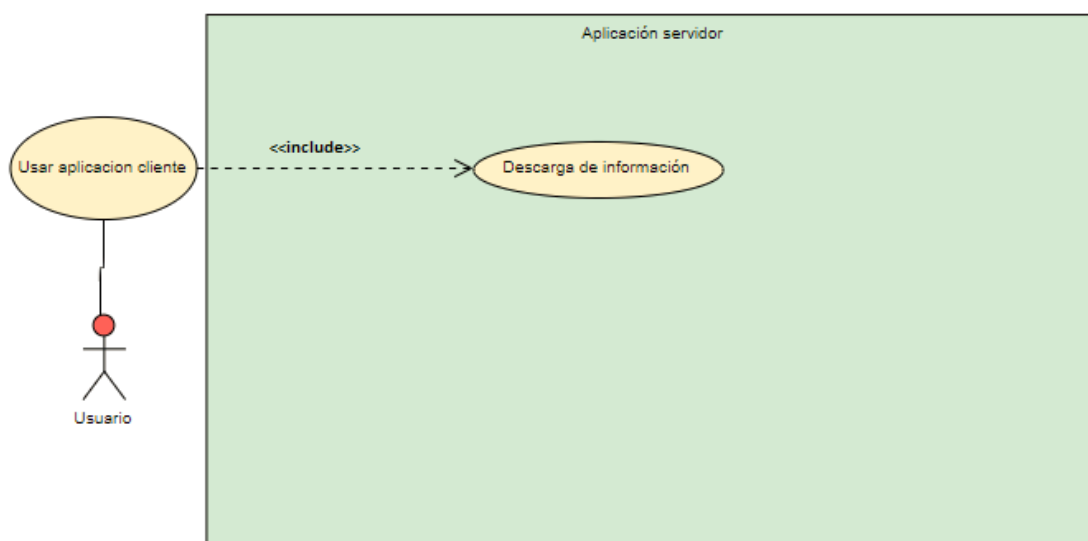 Aplicación servidor
Usar aplicacion cliente
<<include>>
Descarga de información
Usuario